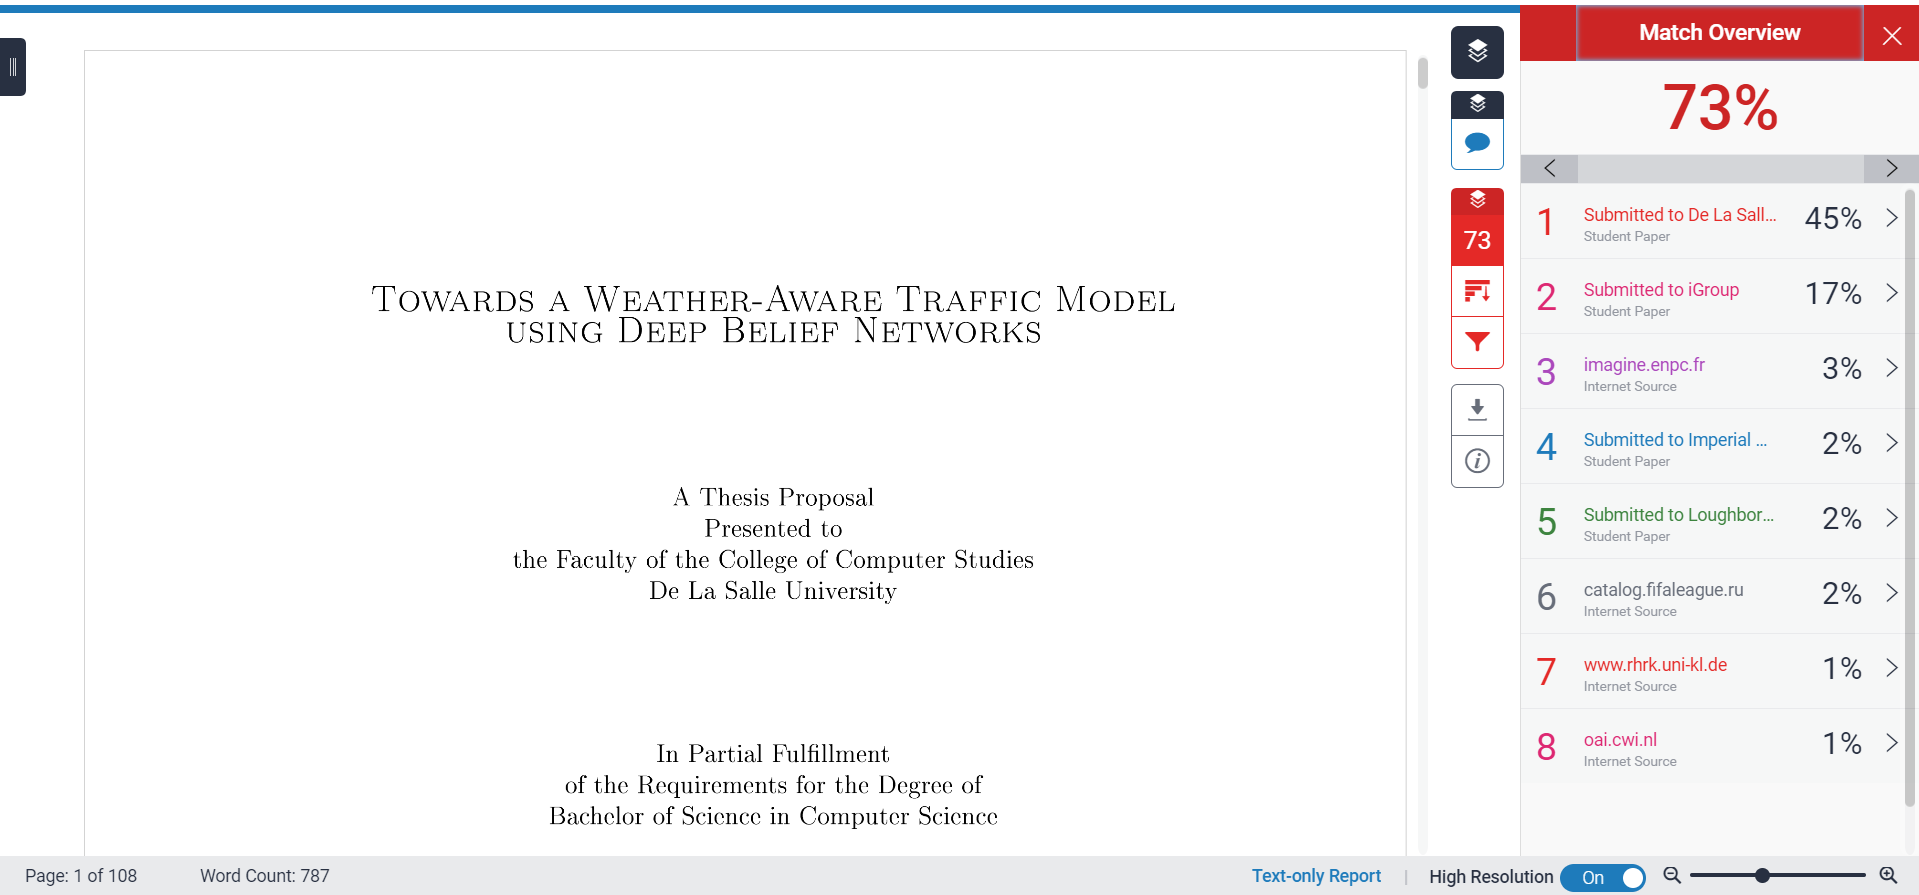 Match Overview
73%
Towards a Weather-Aware Traffic Model
using Deep Belief Networks
A Thesis Proposal
Presented to
the Faculty of the College of Computer Studies
De La Salle University
In Partial Fulfillment
of the Requirements for the Degree of
Bachelor of Science in Computer Science
73
1 Submitted to De La Sall... 45%
Student Paper
2 Submitted to iGroup 17%
Student Paper
3 imagine.enpc.fr 3%
Internet Source
4 Submitted to Imperial ... 2%
Student Paper
5 Submitted to Loughbor... 2%
Student Paper
6 catalog.fifaleague.ru 2%
Internet Source
7 www.rhrk.uni-kl.de 1%
Internet Source
8 oai.cwi.nl 1%
Internet Source
Page: 1 of 108 Word Count: 787 Text-only Report | High Resolution On